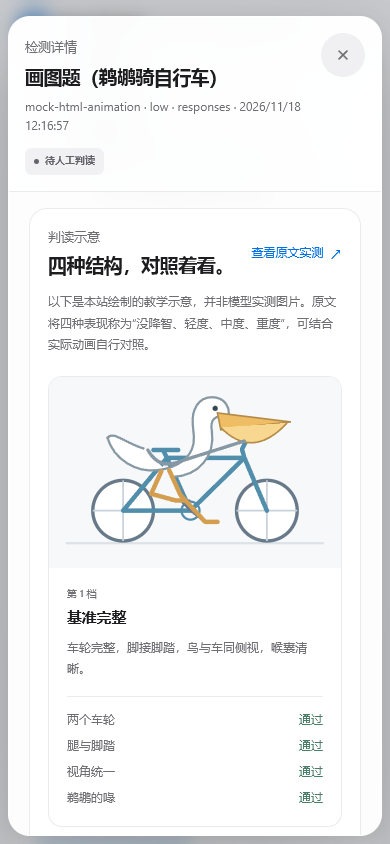 检测详情
画图题（鹈鹕骑自行车）
mock-html-animation · low · responses · 2026/11/18
12:16:57
待人工判读
判读示意
查看原文实测 ↗
四种结构，对照着看。
以下是本站绘制的教学示意，并非模型实测图片。原文
将四种表现称为“没降智、轻度、中度、重度”，可结合
实际动画自行对照。
第 1 档
基准完整
车轮完整，脚接脚踏，鸟与车同侧视，喉囊清
晰。
两个车轮 通过
腿与脚踏 通过
视角统一 通过
鹈鹕的喙 通过